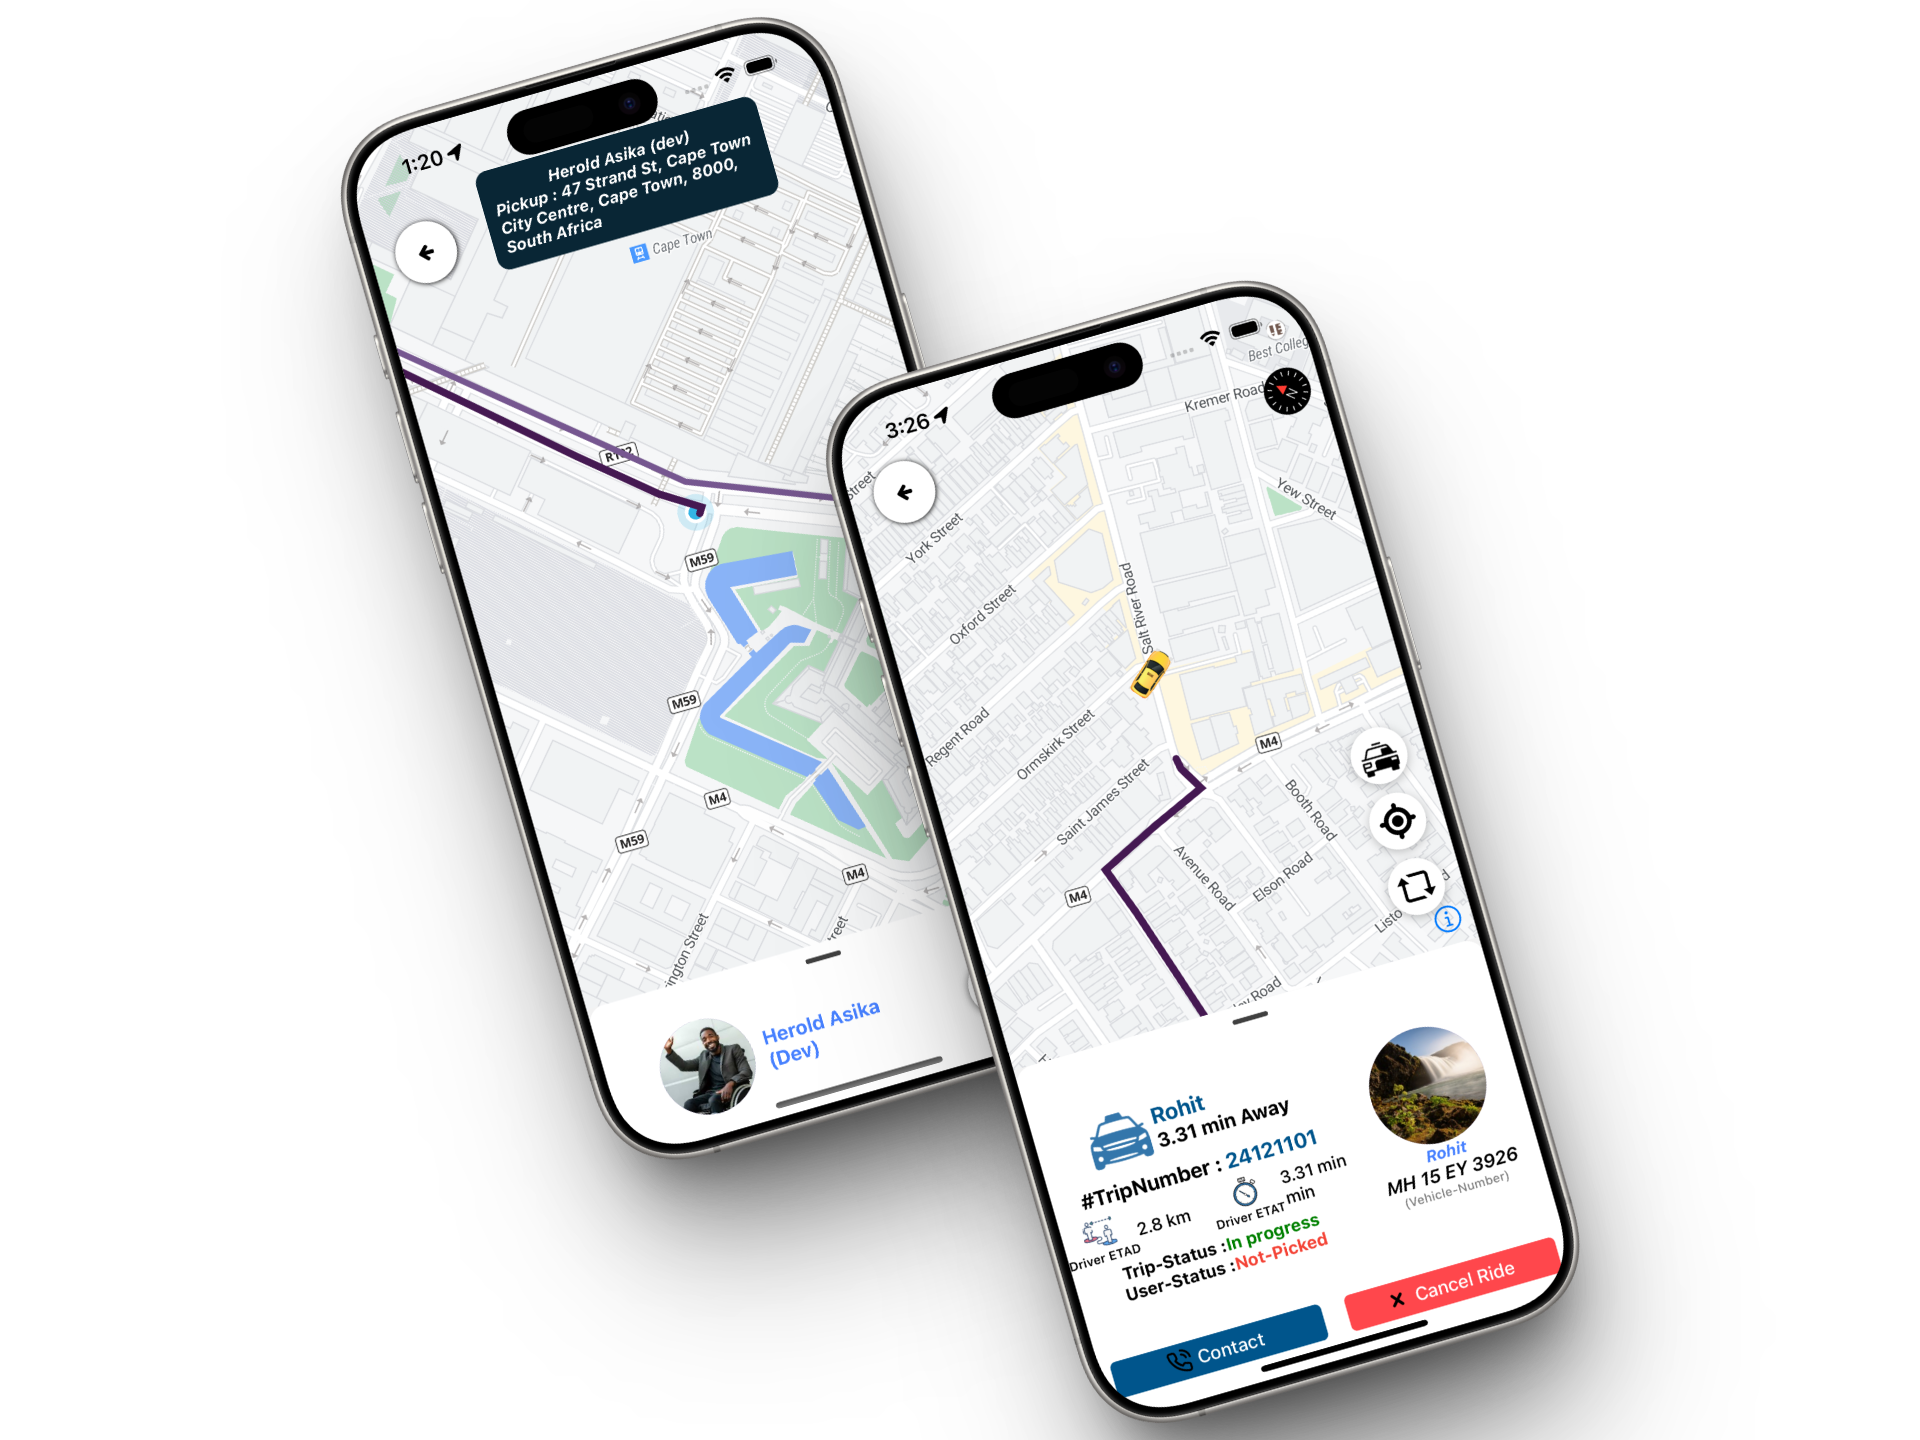 1:20
Herold Asika (dev)
Pickup : 47 Strand St, Cape Town
City Centre, Cape Town, 8000,
South Africa
Cape Town
M59
M59
M4
M59
M4
Herold Asika
(Dev)
3:26
Best Colleg
Kremer Road
Street
Yew Street
York Street
Salt River Road
Oxford Street
Regent Road
Ormskirk Street
M4
Saint James Street
Booth Road
Avenue Road
Elson Road
M4
Listo
Road
Rohit
3.31 min Away
#TripNumber : 24121101
2.8 km
Driver ETAD
3.31 min
min
Driver ETAT
Trip-Status :In progress
User-Status :Not-Picked
Rohit
MH 15 EY 3926
(Vehicle-Number)
Contact
Cancel Ride